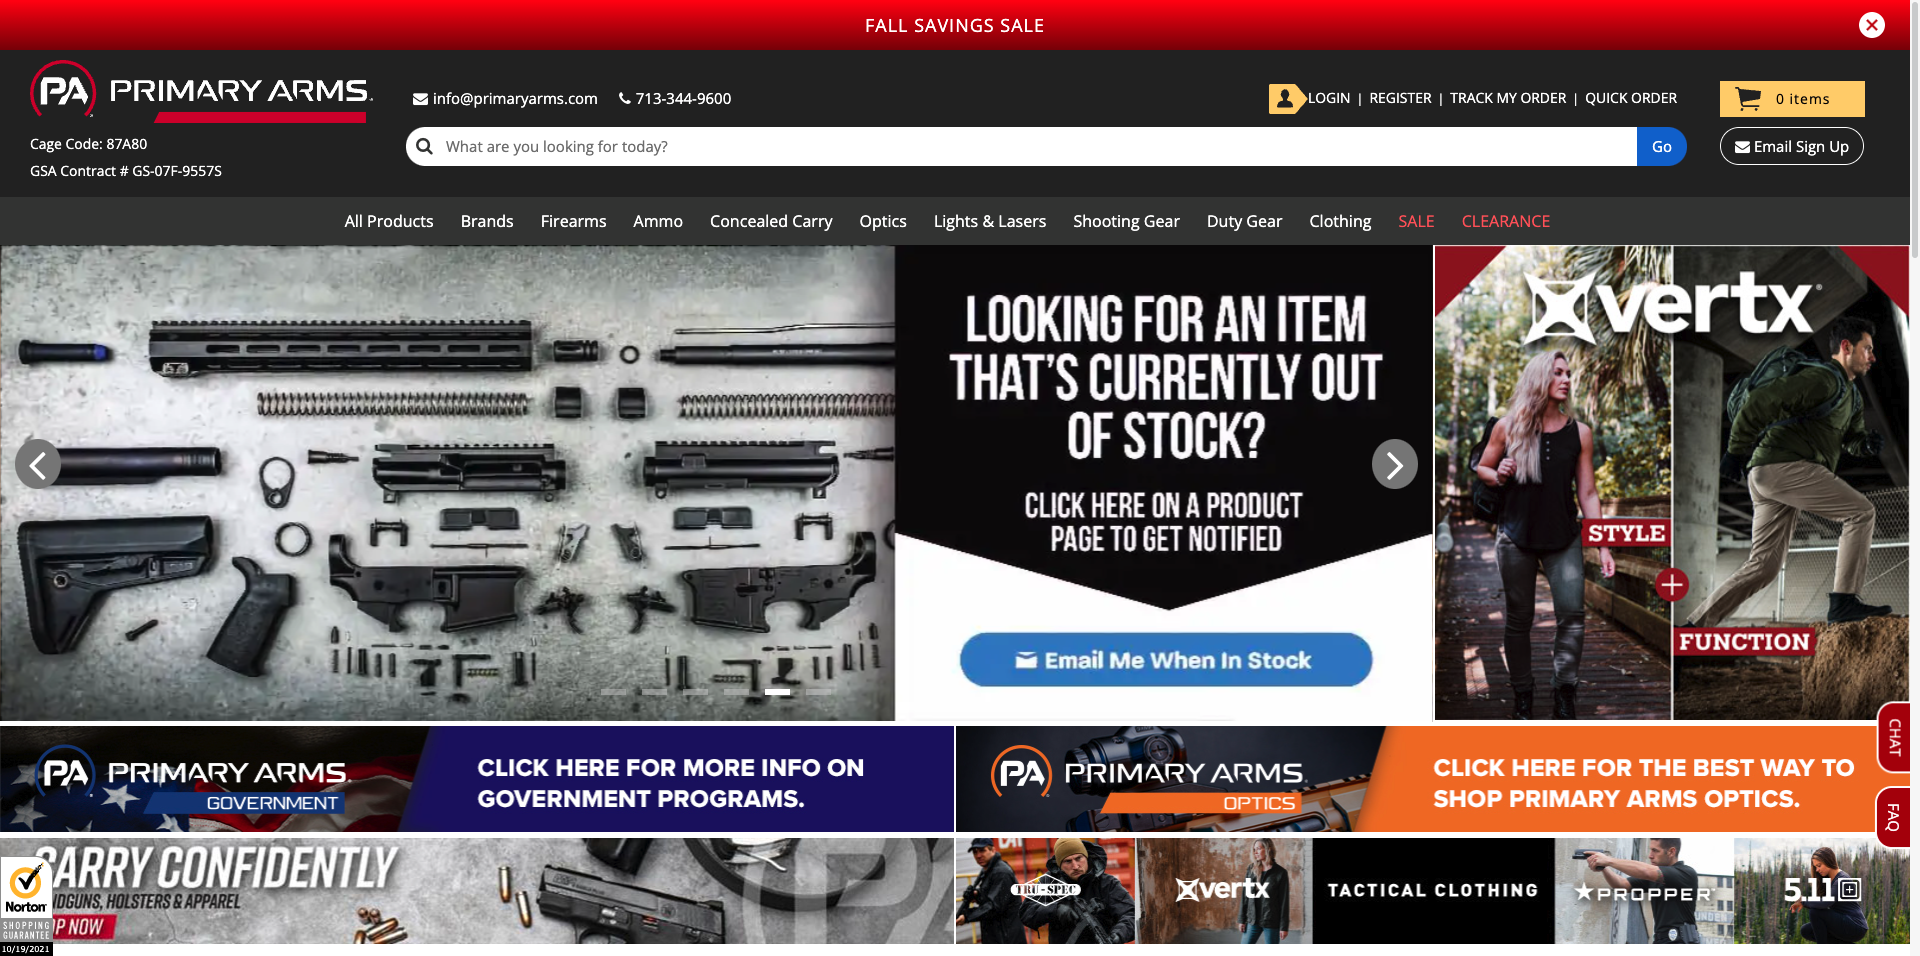 FALL SAVINGS SALE
PA PRIMARY ARMS
info@primaryarms.com 713-344-9600
LOGIN | REGISTER | TRACK MY ORDER | QUICK ORDER
0 items
Cage Code: 87A80
GSA Contract # GS-07F-9557S
What are you looking for today?
Go
Email Sign Up
All Products Brands Firearms Ammo Concealed Carry Optics Lights & Lasers Shooting Gear Duty Gear Clothing SALE CLEARANCE
LOOKING FOR AN ITEM
THAT'S CURRENTLY OUT
OF STOCK?
CLICK HERE ON A PRODUCT
PAGE TO GET NOTIFIED
Email Me When In Stock
vertx®
STYLE
+
FUNCTION
CHAT
FAQ
PA PRIMARY ARMS
GOVERNMENT
CLICK HERE FOR MORE INFO ON
GOVERNMENT PROGRAMS.
PA PRIMARY ARMS
OPTICS
CLICK HERE FOR THE BEST WAY TO
SHOP PRIMARY ARMS OPTICS.
CARRY CONFIDENTLY
HOLSTERS & APPAREL
NOW
Norton
SHOPPING
GUARANTEE
10/19/2021
TRU-SPEC
vertx
TACTICAL CLOTHING
PROPPER
5.11